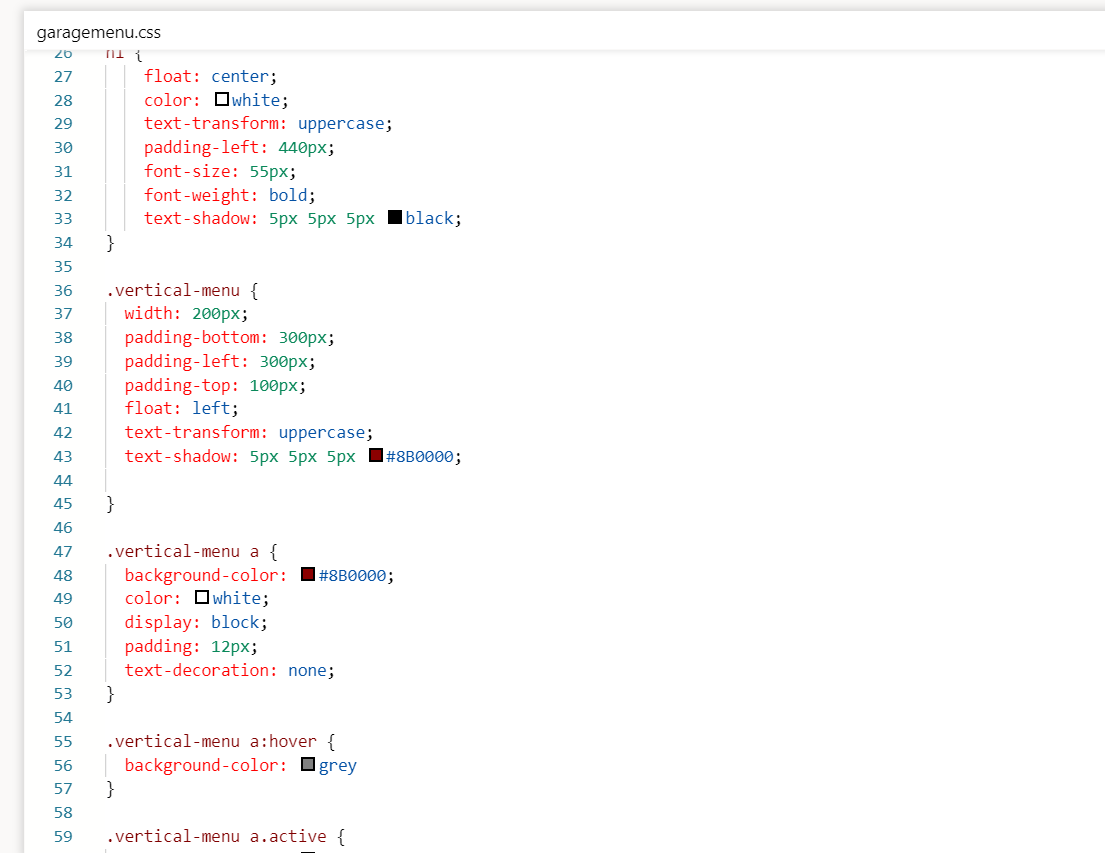 garagemenu.css
26 h1 {
27 float: center;
28 color: white;
29 text-transform: uppercase;
30 padding-left: 440px;
31 font-size: 55px;
32 font-weight: bold;
33 text-shadow: 5px 5px 5px black;
34 }
35
36 .vertical-menu {
37 width: 200px;
38 padding-bottom: 300px;
39 padding-left: 300px;
40 padding-top: 100px;
41 float: left;
42 text-transform: uppercase;
43 text-shadow: 5px 5px 5px #8B0000;
44
45 }
46
47 .vertical-menu a {
48 background-color: #8B0000;
49 color: white;
50 display: block;
51 padding: 12px;
52 text-decoration: none;
53 }
54
55 .vertical-menu a:hover {
56 background-color: grey
57 }
58
59 .vertical-menu a.active {